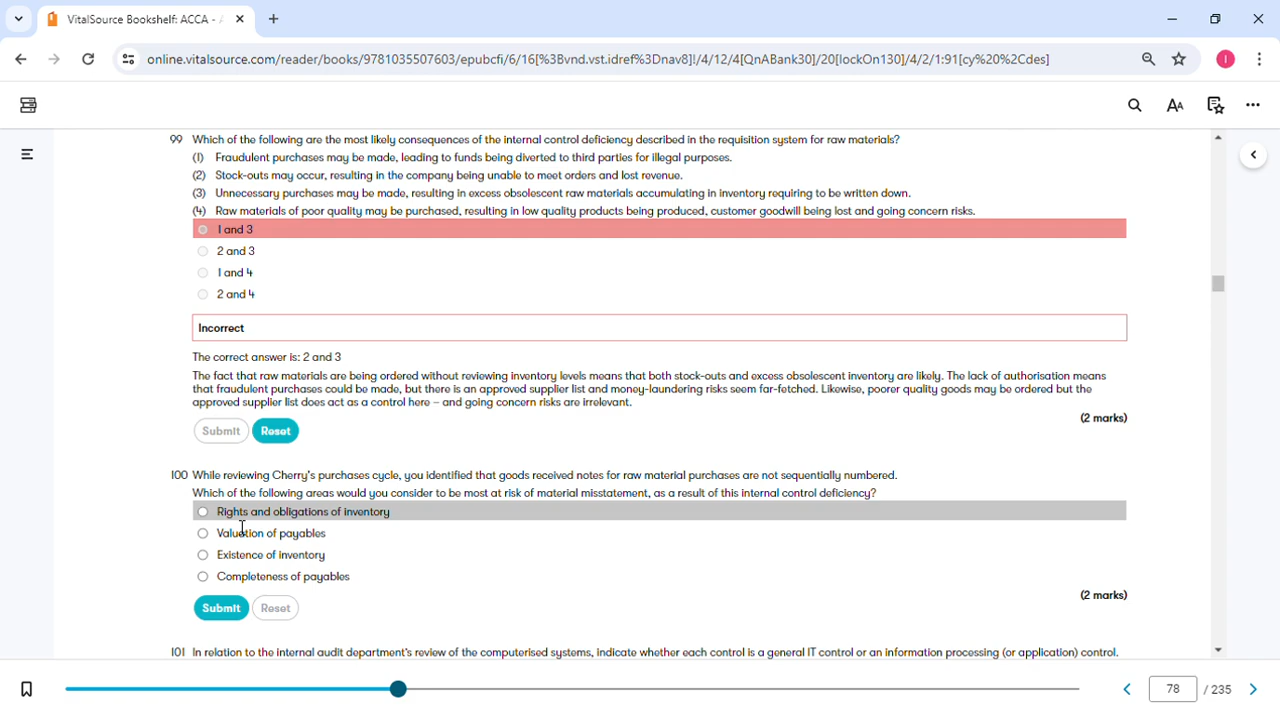 VitalSource Bookshelf: ACCA -
online.vitalsource.com/reader/books/9781035507603/epubcfi/6/16[%3Bvnd.vst.idref%3Dnav8]!/4/12/4[QnABank30]/20[lockOn130]/4/2/1:91[cy%20%2Cdes]
I
99 Which of the following are the most likely consequences of the internal control deficiency described in the requisition system for raw materials?
(1) Fraudulent purchases may be made, leading to funds being diverted to third parties for illegal purposes.
(2) Stock-outs may occur, resulting in the company being unable to meet orders and lost revenue.
(3) Unnecessary purchases may be made, resulting in excess obsolescent raw materials accumulating in inventory requiring to be written down.
(4) Raw materials of poor quality may be purchased, resulting in low quality products being produced, customer goodwill being lost and going concern risks.
1 and 3
2 and 3
1 and 4
2 and 4
Incorrect
The correct answer is: 2 and 3
The fact that raw materials are being ordered without reviewing inventory levels means that both stock-outs and excess obsolescent inventory are likely. The lack of authorisation means
that fraudulent purchases could be made, but there is an approved supplier list and money-laundering risks seem far-fetched. Likewise, poorer quality goods may be ordered but the
approved supplier list does act as a control here – and going concern risks are irrelevant.
(2 marks)
Submit Reset
100 While reviewing Cherry's purchases cycle, you identified that goods received notes for raw material purchases are not sequentially numbered.
Which of the following areas would you consider to be most at risk of material misstatement, as a result of this internal control deficiency?
Rights and obligations of inventory
Valuation of payables
Existence of inventory
Completeness of payables
(2 marks)
Submit Reset
101 In relation to the internal audit department's review of the computerised systems, indicate whether each control is a general IT control or an information processing (or application) control.
78 / 235